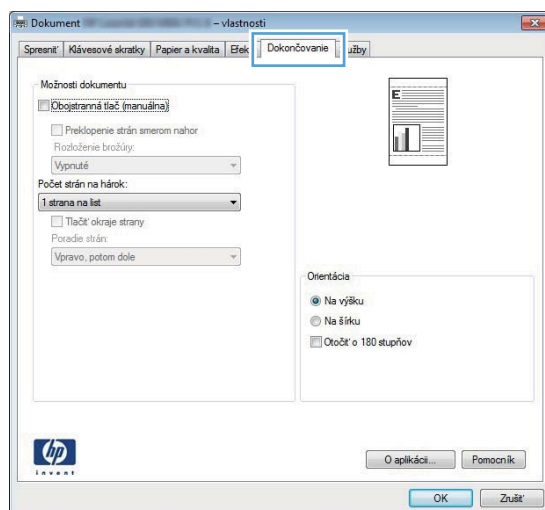 Dokument – vlastnosti
Spresniť Klávesové skratky Papier a kvalita Efek Dokončovanie užby
Možnosti dokumentu
Obojstranná tlač (manuálna)
Preklopenie strán smerom nahor
Rozloženie brožúry:
Vypnuté
Počet strán na hárok:
1 strana na list
Tlačiť okraje strany
Poradie strán:
Vpravo, potom dole
E
Orientácia
Na výšku
Na šírku
Otočiť o 180 stupňov
hp
invent
O aplikácii... Pomocník
OK Zrušiť